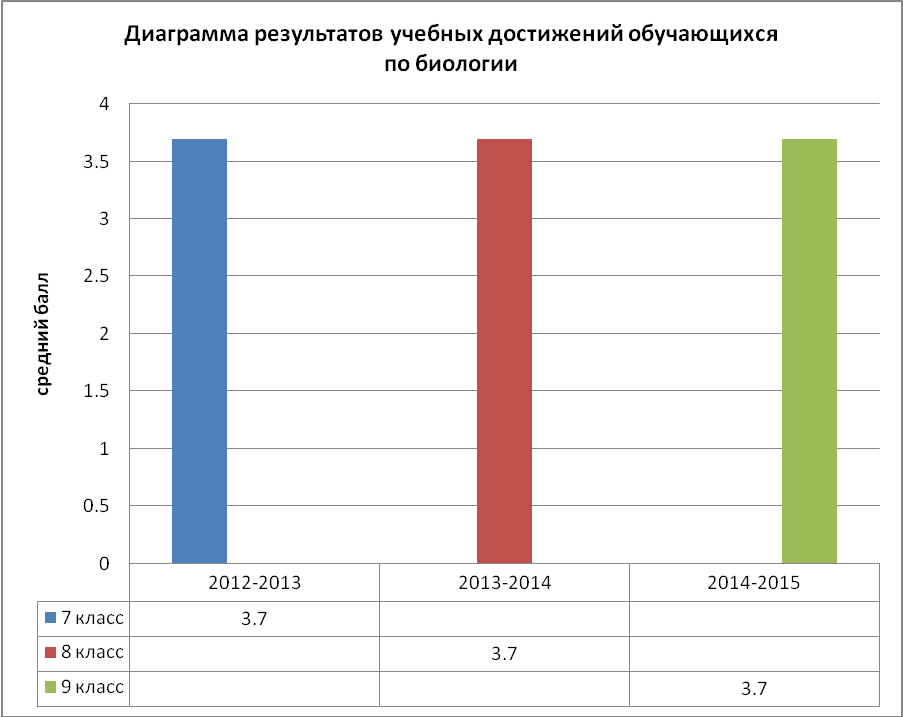 Диаграмма результатов учебных достижений обучающихся
по биологии
средний балл
4
3.5
3
2.5
2
1.5
1
0.5
0
2012-2013 2013-2014 2014-2015
7 класс 3.7
8 класс 3.7
9 класс 3.7